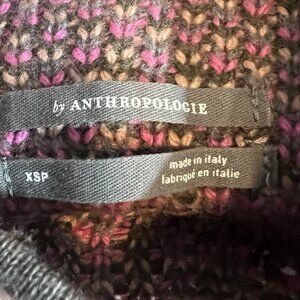 by ANTHROPOLOGIE
XSP
made in italy
fabriqué en italie